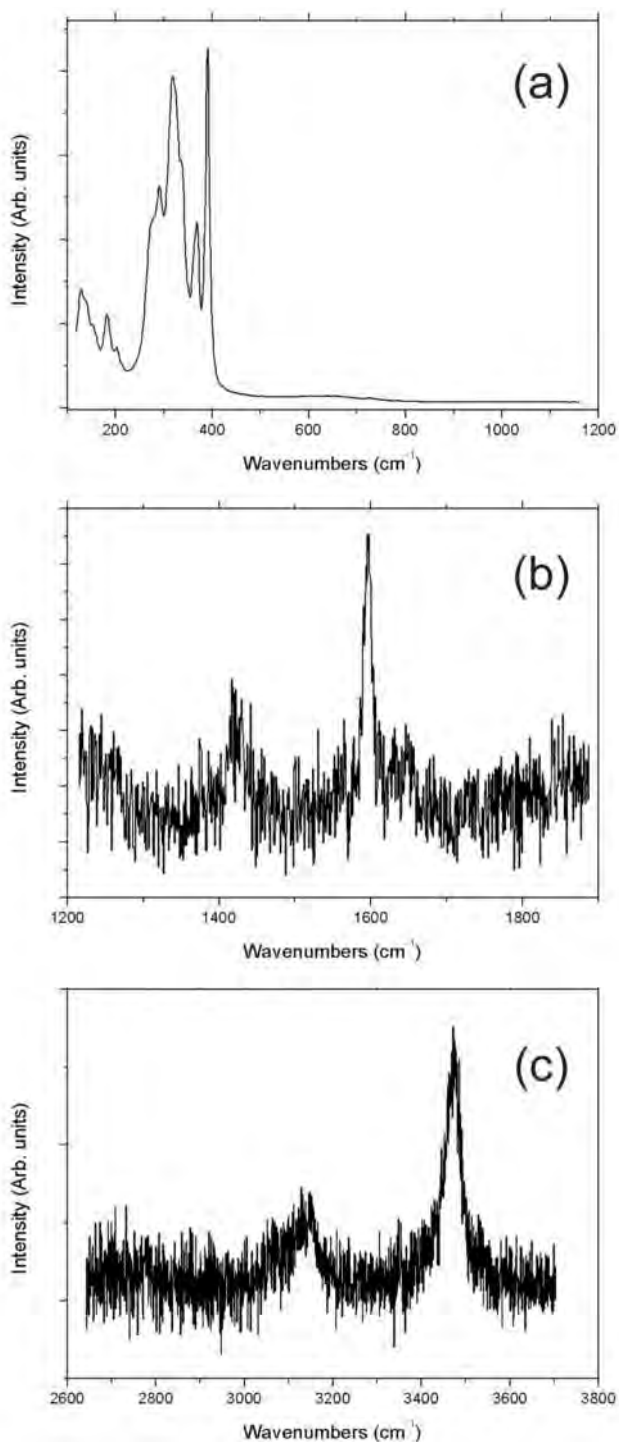 (a)
Intensity (Arb. units)
200 400 600 800 1000 1200
Wavenumbers (cm⁻¹)
(b)
Intensity (Arb. units)
1200 1400 1600 1800
Wavenumbers (cm⁻¹)
(c)
Intensity (Arb. units)
2600 2800 3000 3200 3400 3600 3800
Wavenumbers (cm⁻¹)